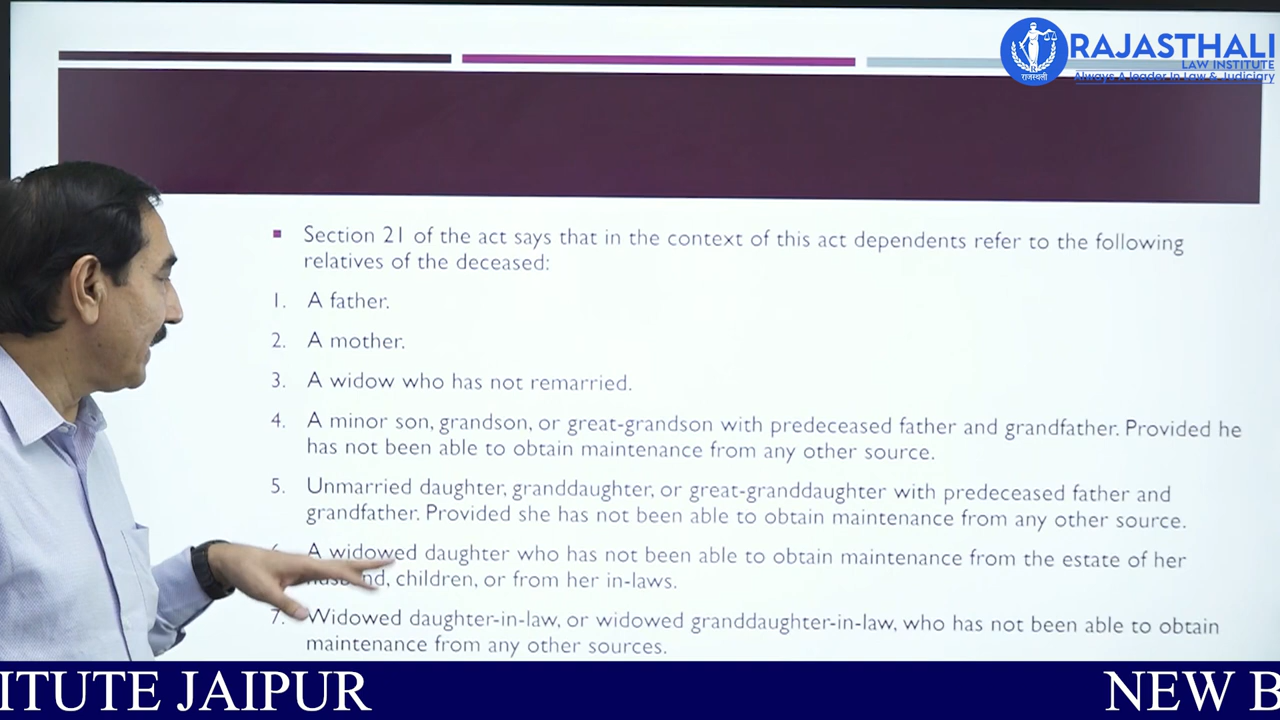 RAJASTHALI
LAW INSTITUTE
Always A leader In Law & Judiciary
राजस्थली
Section 21 of the act says that in the context of this act dependents refer to the following
relatives of the deceased:
1. A father.
2. A mother.
3. A widow who has not remarried.
4. A minor son, grandson, or great-grandson with predeceased father and grandfather. Provided he
has not been able to obtain maintenance from any other source.
5. Unmarried daughter, granddaughter, or great-granddaughter with predeceased father and
grandfather. Provided she has not been able to obtain maintenance from any other source.
A widowed daughter who has not been able to obtain maintenance from the estate of her
children, or from her in-laws.
7. Widowed daughter-in-law, or widowed granddaughter-in-law, who has not been able to obtain
maintenance from any other sources.
ITUTE JAIPUR NEW B